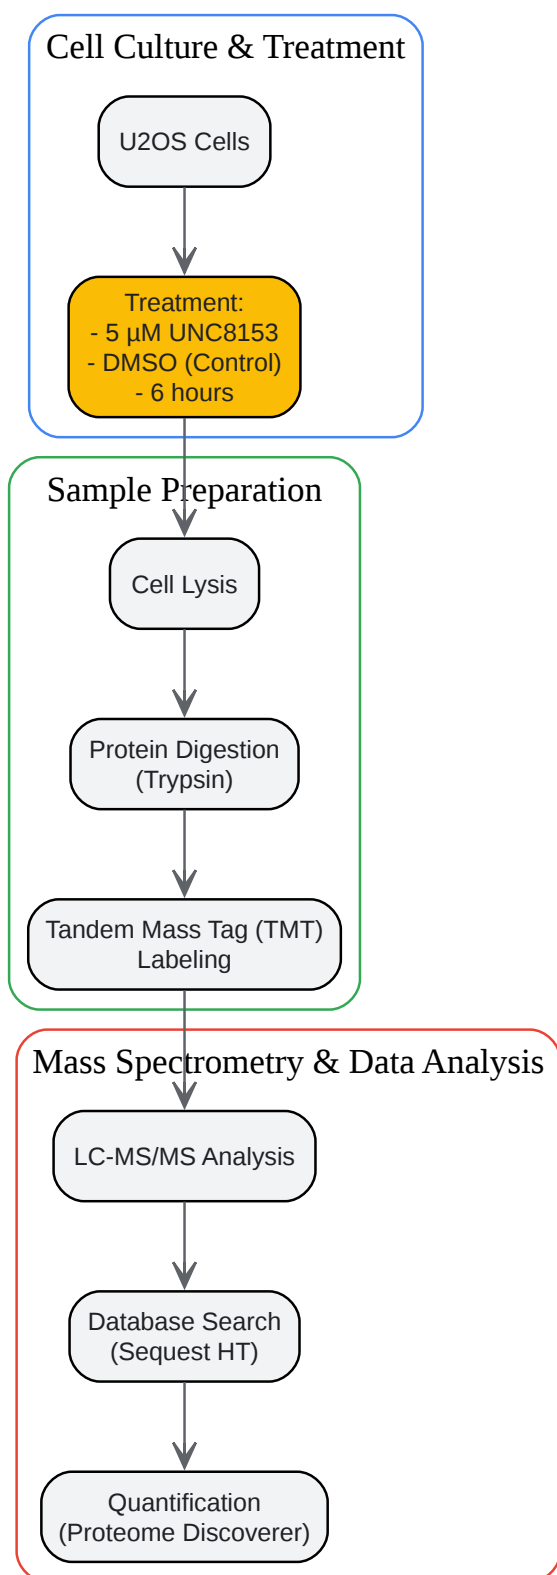 Cell Culture & Treatment
U2OS Cells
Treatment:
- 5 µM UNC8153
- DMSO (Control)
- 6 hours
Sample Preparation
Cell Lysis
Protein Digestion
(Trypsin)
Tandem Mass Tag (TMT)
Labeling
Mass Spectrometry & Data Analysis
LC-MS/MS Analysis
Database Search
(Sequest HT)
Quantification
(Proteome Discoverer)